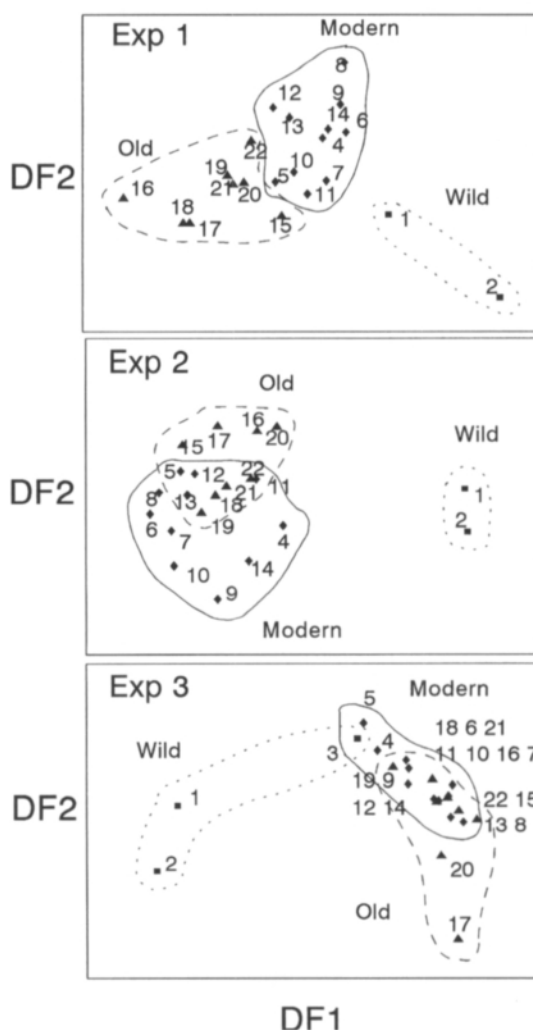 Exp 1
Modern
8
12 9
14
13 6
4
Old
22
19 10
DF2
16 5 7
21 20
11
18
17 15
Wild
1
2
Exp 2
Old
16
17 20
15
Wild
5 12 22
DF2
8 13 21 11 1
18
6 19 2
7 4
10 14
9
Modern
Exp 3
Modern
5
18 6 21
Wild
3 4 11 10 16 7
DF2
1
19 9
12 14 22 15
13 8
2
20
Old
17
DF1